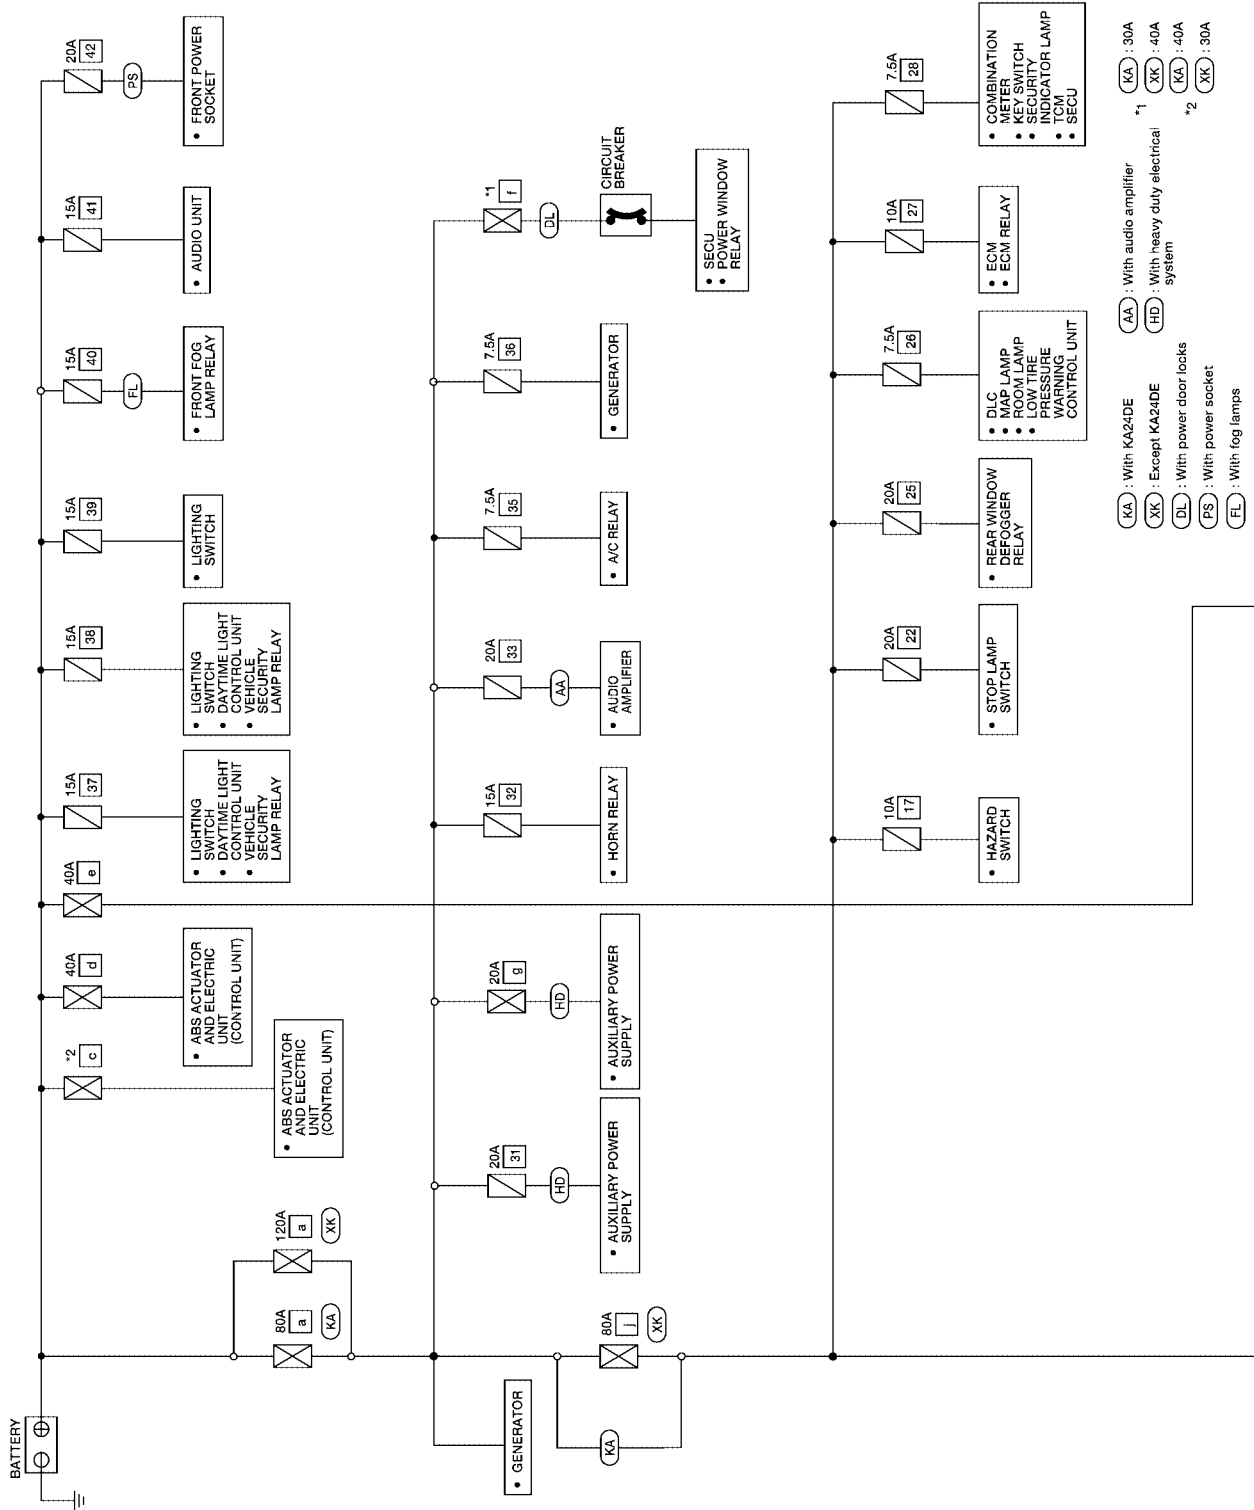 BATTERY
80A
a
KA
120A
a
XK
*2
c
• ABS ACTUATOR
AND ELECTRIC
UNIT
(CONTROL UNIT)
40A
d
• ABS ACTUATOR
AND ELECTRIC
UNIT
(CONTROL UNIT)
40A
e
15A
37
• LIGHTING
SWITCH
• DAYTIME LIGHT
CONTROL UNIT
• VEHICLE
SECURITY
LAMP RELAY
15A
38
• LIGHTING
SWITCH
• DAYTIME LIGHT
CONTROL UNIT
• VEHICLE
SECURITY
LAMP RELAY
15A
39
• LIGHTING
SWITCH
15A
40
FL
• FRONT FOG
LAMP RELAY
15A
41
• AUDIO UNIT
20A
42
PS
• FRONT POWER
SOCKET
• GENERATOR
20A
31
HD
• AUXILIARY POWER
SUPPLY
20A
g
HD
• AUXILIARY POWER
SUPPLY
15A
32
• HORN RELAY
20A
33
AA
• AUDIO
AMPLIFIER
7.5A
35
• A/C RELAY
7.5A
36
• GENERATOR
*1
f
DL
CIRCUIT
BREAKER
• SECU
• POWER WINDOW
RELAY
KA
80A
j
XK
10A
17
• HAZARD
SWITCH
20A
22
• STOP LAMP
SWITCH
20A
25
• REAR WINDOW
DEFOGGER
RELAY
7.5A
26
• DLC
• MAP LAMP
• ROOM LAMP
• LOW TIRE
PRESSURE
WARNING
CONTROL UNIT
10A
27
• ECM
• ECM RELAY
7.5A
28
• COMBINATION
METER
• KEY SWITCH
• SECURITY
INDICATOR LAMP
• TCM
• SECU
KA : With KA24DE
XK : Except KA24DE
DL : With power door locks
PS : With power socket
FL : With fog lamps
AA : With audio amplifier
HD : With heavy duty electrical
system
*1 KA : 30A
XK : 40A
*2 KA : 40A
XK : 30A